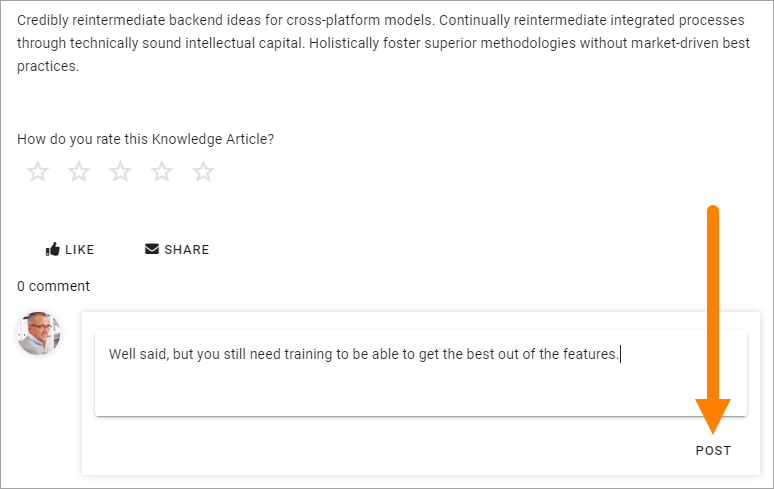 Credibly reintermediate backend ideas for cross-platform models. Continually reintermediate integrated processes
through technically sound intellectual capital. Holistically foster superior methodologies without market-driven best
practices.
How do you rate this Knowledge Article?
LIKE SHARE
0 comment
Well said, but you still need training to be able to get the best out of the features.
POST